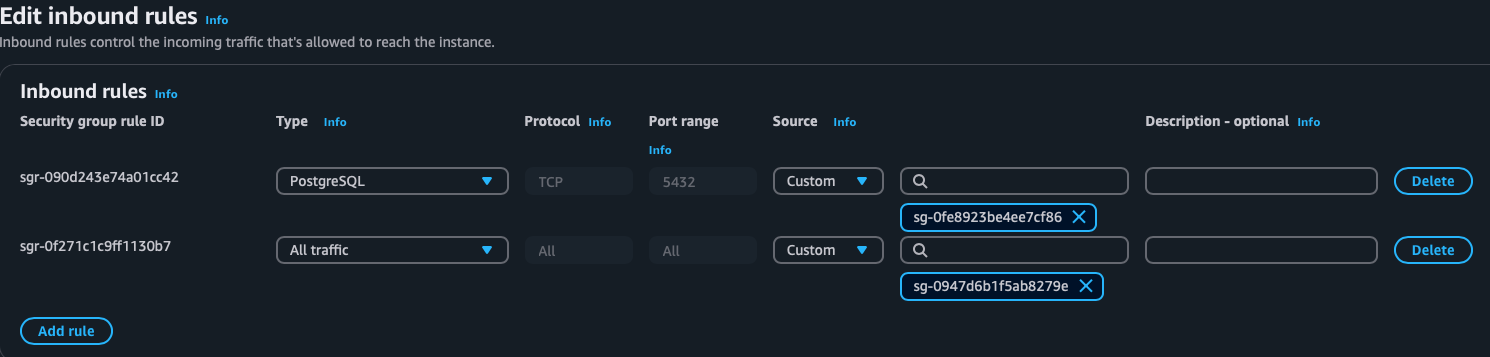 Edit inbound rules Info
Inbound rules control the incoming traffic that's allowed to reach the instance.
Inbound rules Info
Security group rule ID Type Info Protocol Info Port range Info Source Info Description - optional Info
sgr-090d243e74a01cc42 PostgreSQL TCP 5432 Custom Delete
sg-0fe8923be4ee7cf86
sgr-0f271c1c9ff1130b7 All traffic All All Custom Delete
sg-0947d6b1f5ab8279e
Add rule